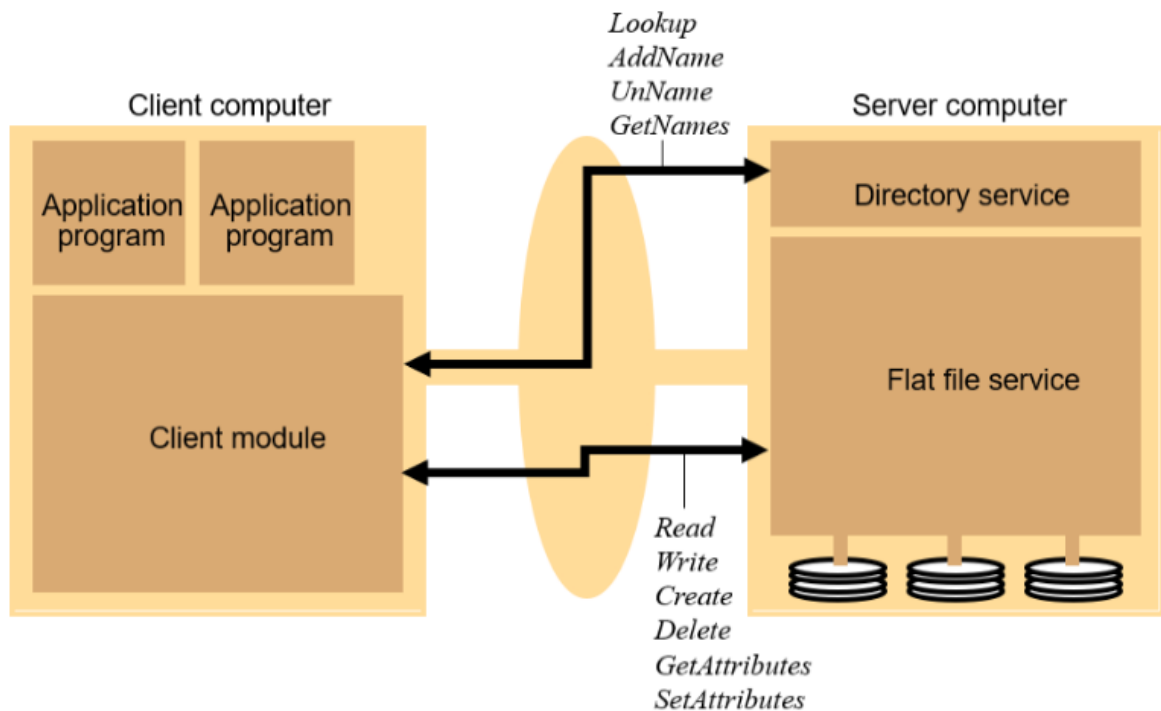 Lookup
AddName
UnName
GetNames
Client computer
Server computer
Application
program
Application
program
Directory service
Flat file service
Client module
Read
Write
Create
Delete
GetAttributes
SetAttributes